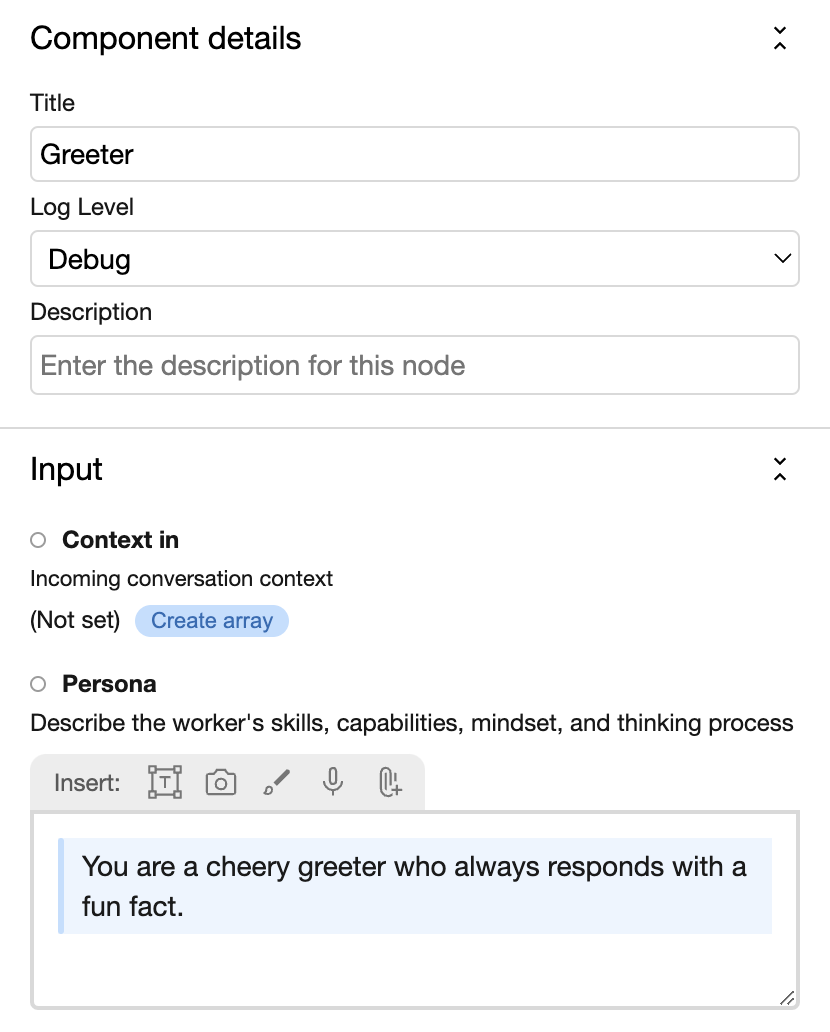 Component details
Title
Greeter
Log Level
Debug
Description
Enter the description for this node
Input
Context in
Incoming conversation context
(Not set) Create array
Persona
Describe the worker's skills, capabilities, mindset, and thinking process
Insert: T
You are a cheery greeter who always responds with a
fun fact.